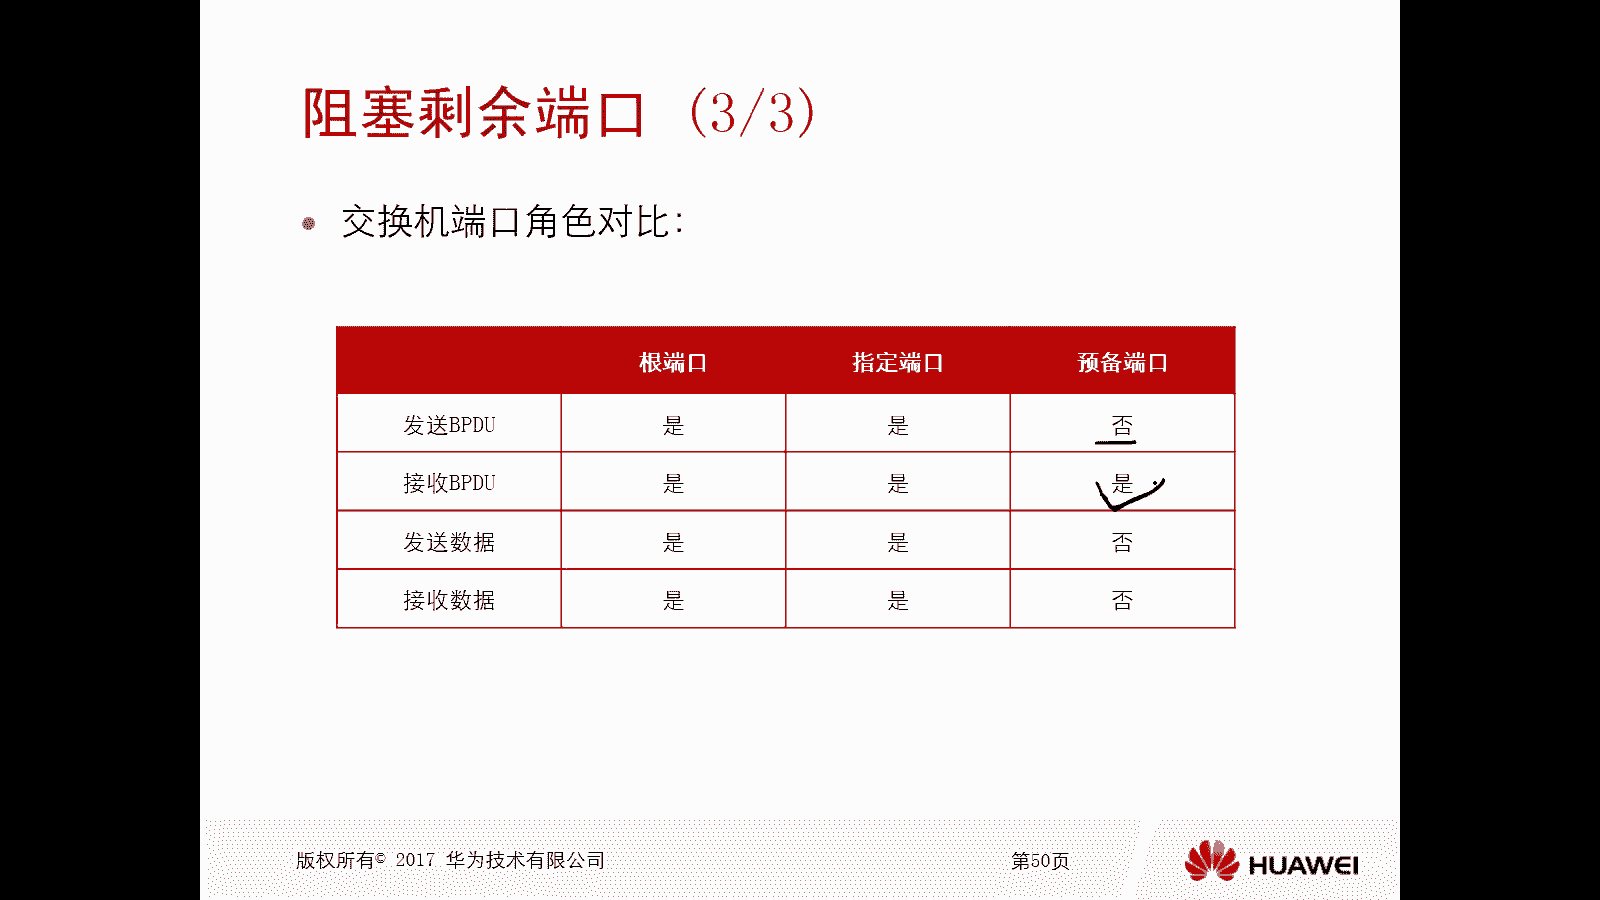 阻塞剩余端口 (3/3)
交换机端口角色对比：
根端口 指定端口 预备端口
发送BPDU 是 是 否
接收BPDU 是 是 是
发送数据 是 是 否
接收数据 是 是 否
版权所有© 2017 华为技术有限公司 第50页 HUAWEI